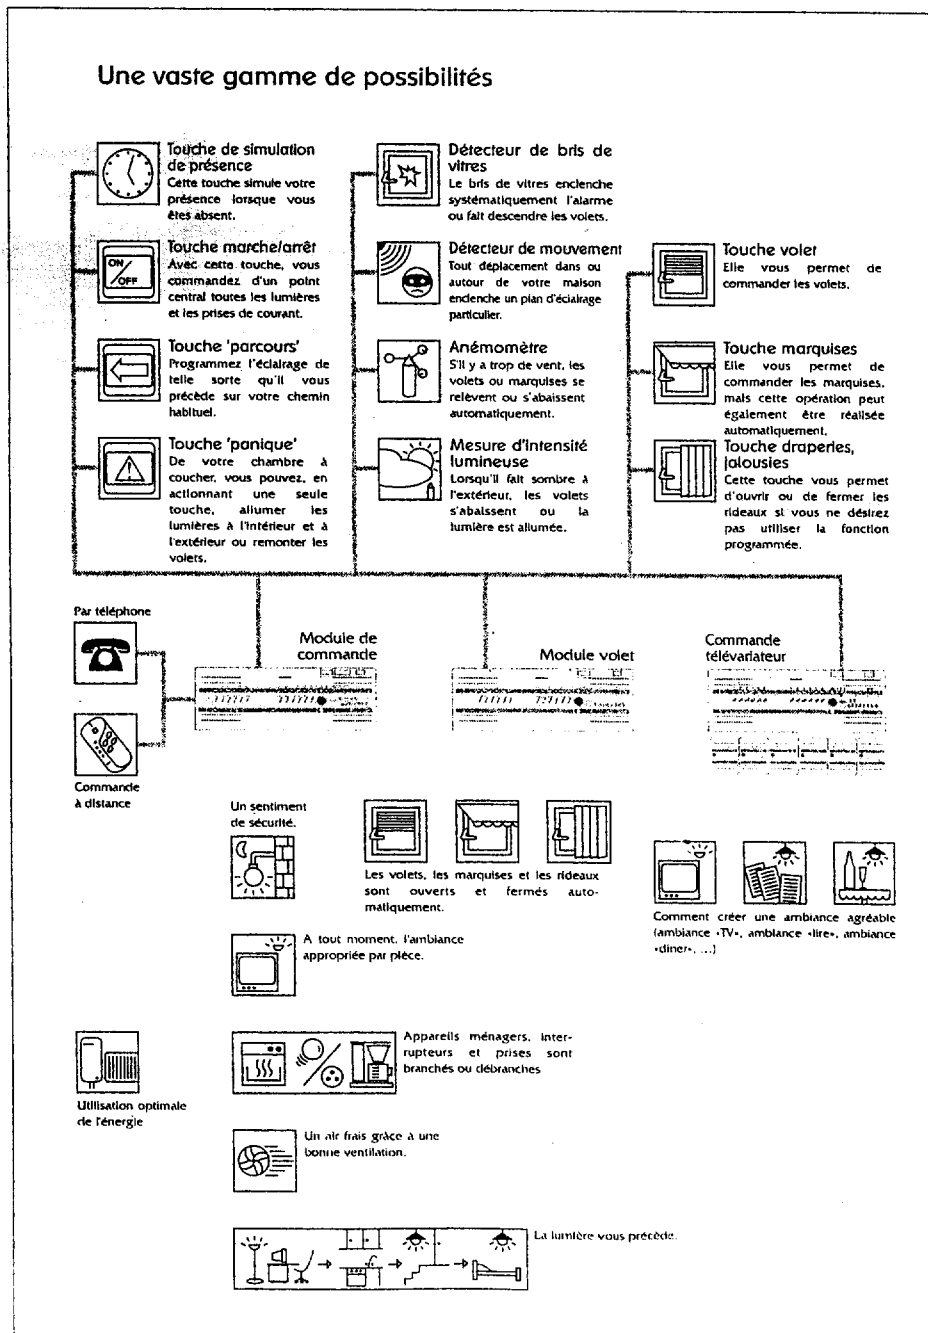 Une vaste gamme de possibilités
Touche de simulation
de présence
Cette touche simule votre
présence lorsque vous
êtes absent.
Touche marche/arrêt
Avec cette touche, vous
commandez d'un point
central toutes les lumières
et les prises de courant.
ON
OFF
Touche 'parcours'
Programmez l'éclairage de
telle sorte qu'il vous
précède sur votre chemin
habituel.
Touche 'panique'
De votre chambre à
coucher, vous pouvez, en
actionnant une seule
touche, allumer les
lumières à l'intérieur et à
l'extérieur ou remonter les
volets.
Détecteur de bris de
vitres
Le bris de vitres enclenche
systématiquement l'alarme
ou fait descendre les volets.
Détecteur de mouvement
Tout déplacement dans ou
autour de votre maison
enclenche un plan d'éclairage
particulier.
Anémomètre
S'il y a trop de vent, les
volets ou marquises se
relèvent ou s'abaissent
automatiquement.
Mesure d'intensité
lumineuse
Lorsqu'il fait sombre à
l'extérieur, les volets
s'abaissent ou la
lumière est allumée.
Touche volet
Elle vous permet de
commander les volets.
Touche marquises
Elle vous permet de
commander les marquises,
mais cette opération peut
également être réalisée
automatiquement.
Touche draperies,
jalousies
Cette touche vous permet
d'ouvrir ou de fermer les
rideaux si vous ne désirez
pas utiliser la fonction
programmée.
Par téléphone
Commande
à distance
Module de
commande
Module volet
Commande
télévariateur
Un sentiment
de sécurité.
Les volets, les marquises et les rideaux
sont ouverts et fermés auto-
matiquement.
Comment créer une ambiance agréable
(ambiance «TV», ambiance «lire», ambiance
«diner», ...)
A tout moment, l'ambiance
appropriée par pièce.
Utilisation optimale
de l'énergie
Appareils ménagers, inter-
rupteurs et prises sont
branchés ou débranches
Un air frais grâce à une
bonne ventilation.
La lumière vous précède.